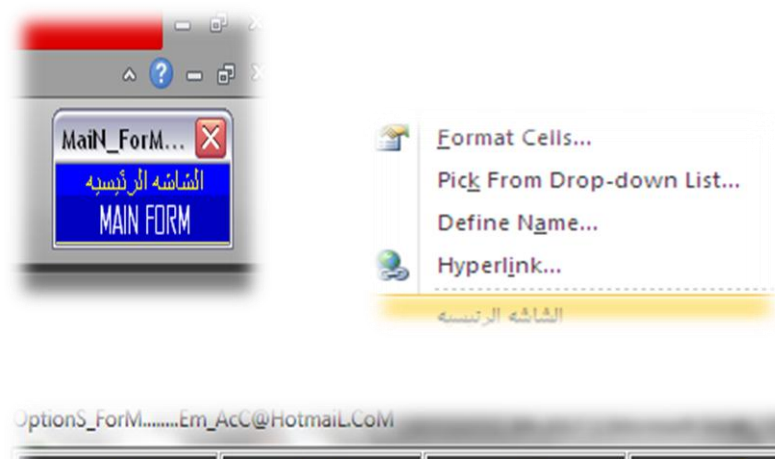 MaiN_ForM...
الشاشه الرئيسيه
MAIN FORM
Format Cells...
Pick From Drop-down List...
Define Name...
Hyperlink...
الشاشه الرئيسيه
OptionS_ForM........Em_AcC@HotmaiL.CoM